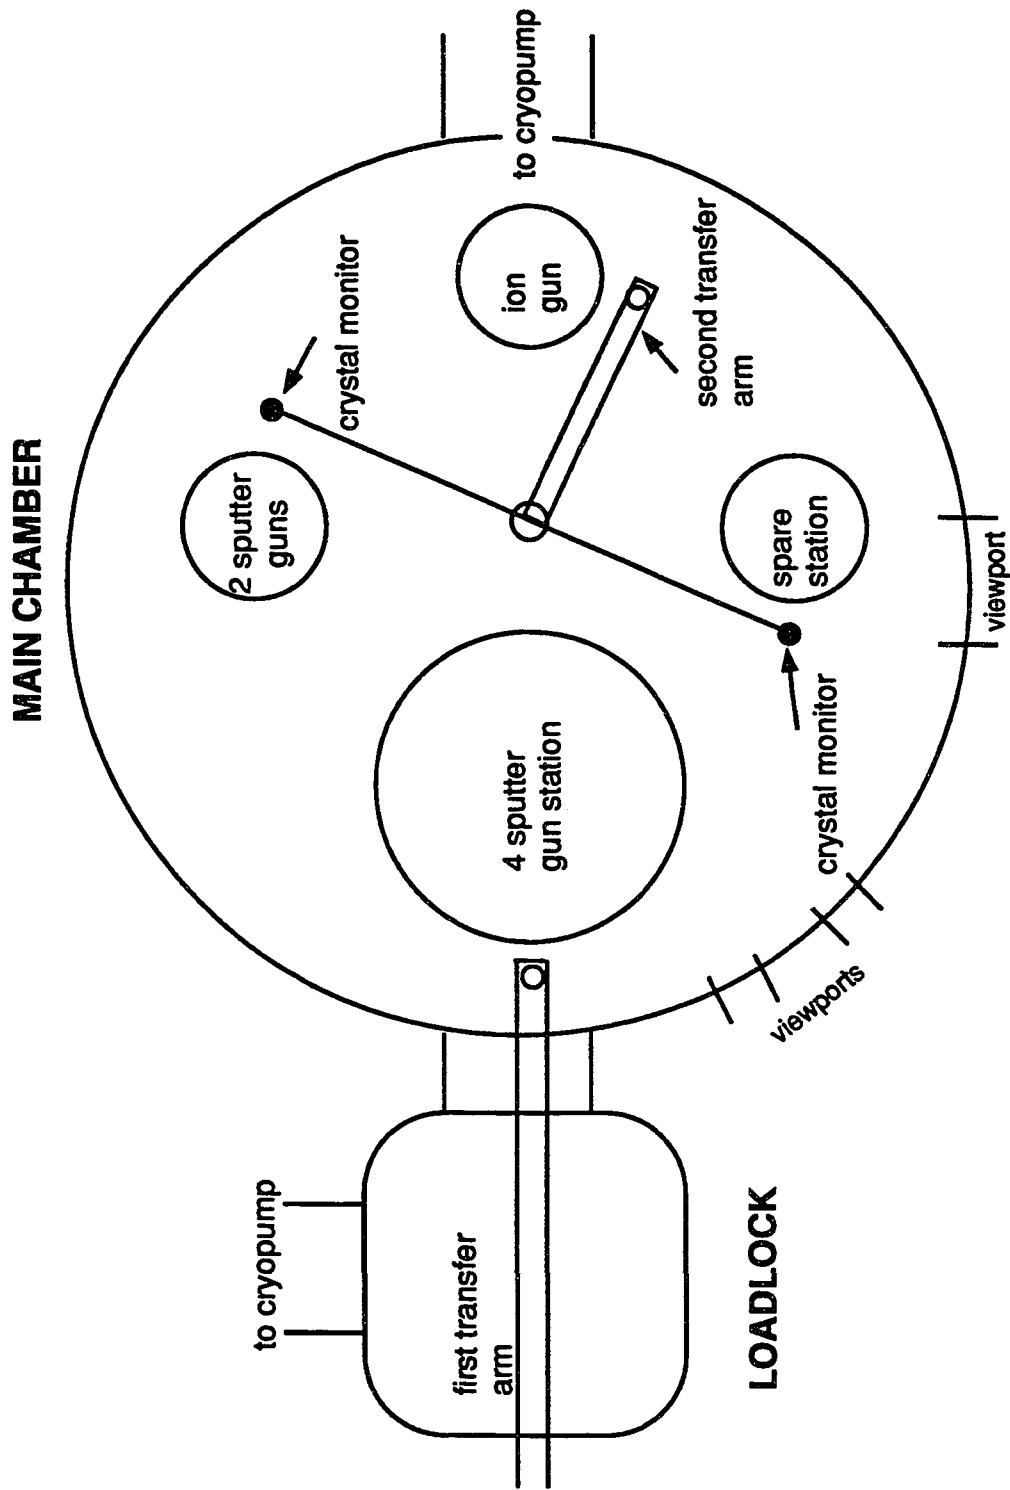 MAIN CHAMBER
to cryopump
crystal monitor
ion
gun
second transfer
arm
2 sputter
guns
spare
station
viewport
4 sputter
gun station
crystal monitor
viewports
to cryopump
first transfer
arm
LOADLOCK